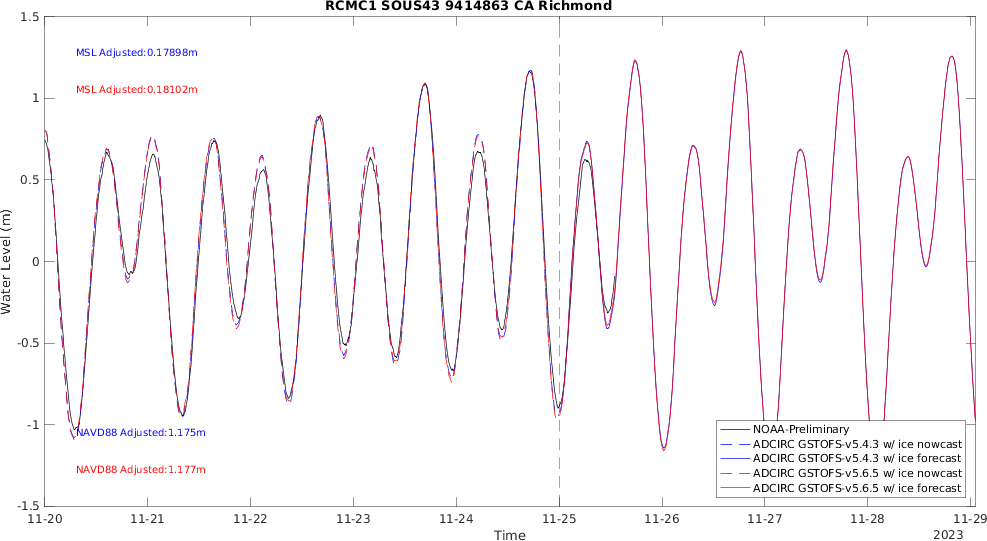 RCMC1 SOUS43 9414863 CA Richmond
1.5
1
0.5
0
-0.5
-1
-1.5
Water Level (m)
MSL Adjusted:0.17898m
MSL Adjusted:0.18102m
NAVD88 Adjusted:1.175m
NAVD88 Adjusted:1.177m
NOAA-Preliminary
ADCIRC GSTOFS-v5.4.3 w/ ice nowcast
ADCIRC GSTOFS-v5.4.3 w/ ice forecast
ADCIRC GSTOFS-v5.6.5 w/ ice nowcast
ADCIRC GSTOFS-v5.6.5 w/ ice forecast
11-20 11-21 11-22 11-23 11-24 11-25 11-26 11-27 11-28 11-29
Time
2023